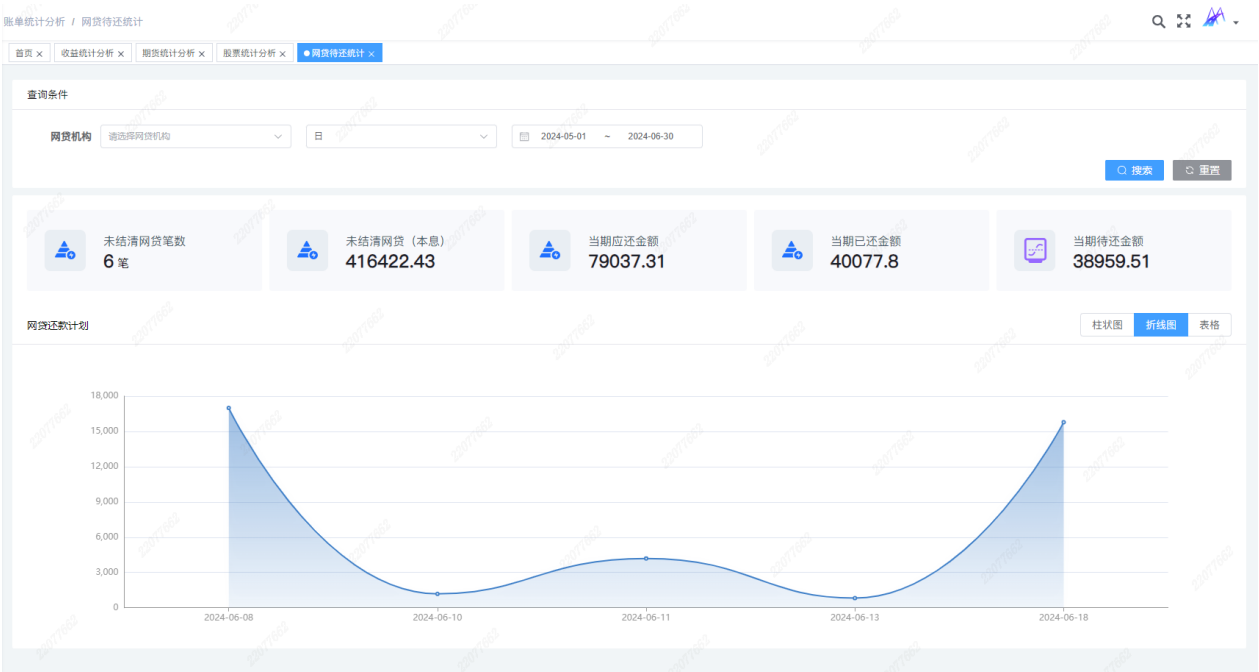 账单统计分析 / 网贷待还统计
首页 × 收益统计分析 × 期货统计分析 × 股票统计分析 × 网贷待还统计 ×
查询条件
网贷机构 请选择网贷机构 日 2024-05-01 ~ 2024-06-30
搜索 重置
未结清网贷笔数 未结清网贷（本息） 当期应还金额 当期已还金额 当期待还金额
6 笔 416422.43 79037.31 40077.8 38959.51
网贷还款计划 柱状图 折线图 表格
18,000
15,000
12,000
9,000
6,000
3,000
0
2024-06-08 2024-06-10 2024-06-11 2024-06-13 2024-06-18
22077662